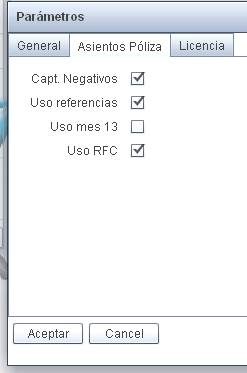 Parámetros
General Asientos Póliza Licencia
Capt. Negativos
Uso referencias
Uso mes 13
Uso RFC
Aceptar Cancel